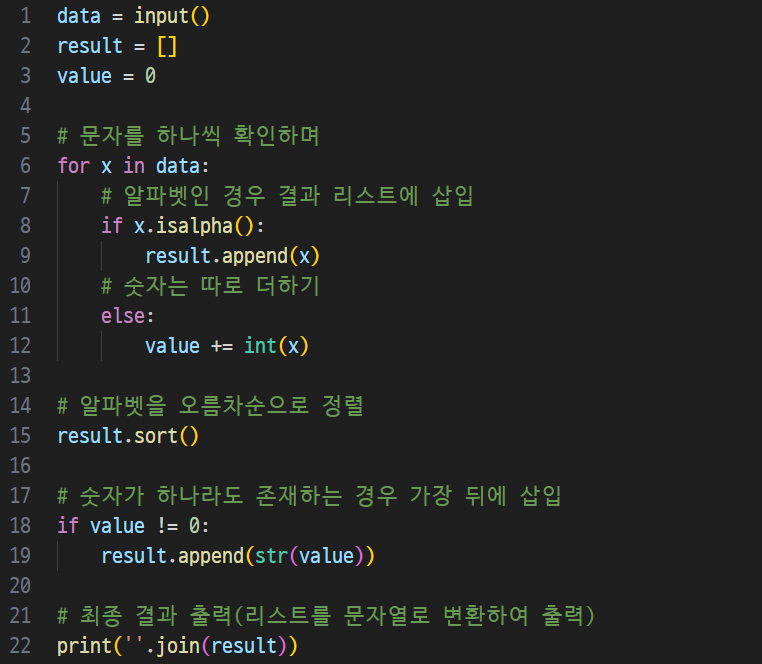 1 data = input()
2 result = []
3 value = 0
4
5 # 문자를 하나씩 확인하며
6 for x in data:
7     # 알파벳인 경우 결과 리스트에 삽입
8     if x.isalpha():
9         result.append(x)
10     # 숫자는 따로 더하기
11     else:
12         value += int(x)
13
14 # 알파벳을 오름차순으로 정렬
15 result.sort()
16
17 # 숫자가 하나라도 존재하는 경우 가장 뒤에 삽입
18 if value != 0:
19     result.append(str(value))
20
21 # 최종 결과 출력(리스트를 문자열로 변환하여 출력)
22 print(''.join(result))